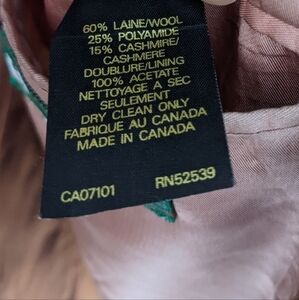 60% LAINE/WOOL
25% POLYAMIDE
15% CASHMIRE/
CASHMERE
DOUBLURE/LINING
100% ACETATE
NETTOYAGE A SEC
SEULEMENT
DRY CLEAN ONLY
FABRIQUE AU CANADA
MADE IN CANADA
CA07101 RN52539